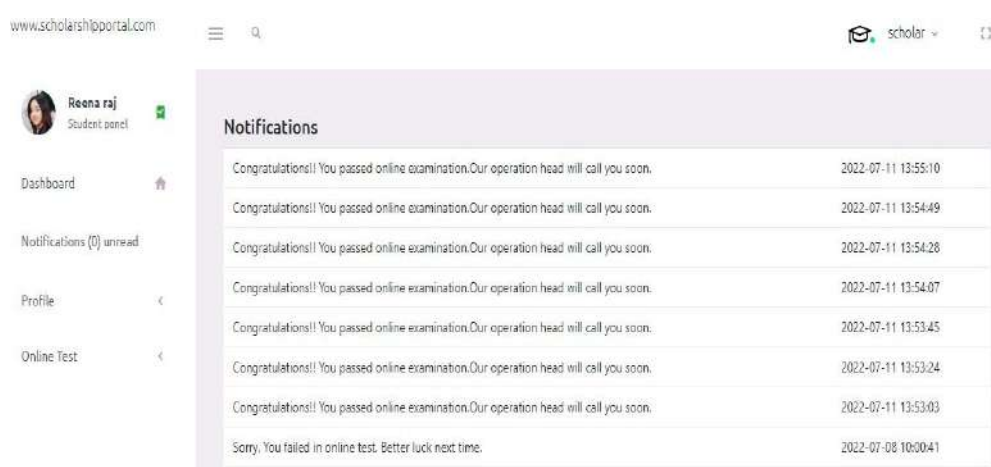 www.scholarshipportal.com
scholar
Reena raj
Student panel
Dashboard
Notifications (0) unread
Profile
Online Test
Notifications
Congratulations!! You passed online examination.Our operation head will call you soon. 2022-07-11 13:55:10
Congratulations!! You passed online examination.Our operation head will call you soon. 2022-07-11 13:54:49
Congratulations!! You passed online examination.Our operation head will call you soon. 2022-07-11 13:54:28
Congratulations!! You passed online examination.Our operation head will call you soon. 2022-07-11 13:54:07
Congratulations!! You passed online examination.Our operation head will call you soon. 2022-07-11 13:53:45
Congratulations!! You passed online examination.Our operation head will call you soon. 2022-07-11 13:53:24
Congratulations!! You passed online examination.Our operation head will call you soon. 2022-07-11 13:53:03
Sorry, You failed in online test. Better luck next time. 2022-07-08 10:00:41